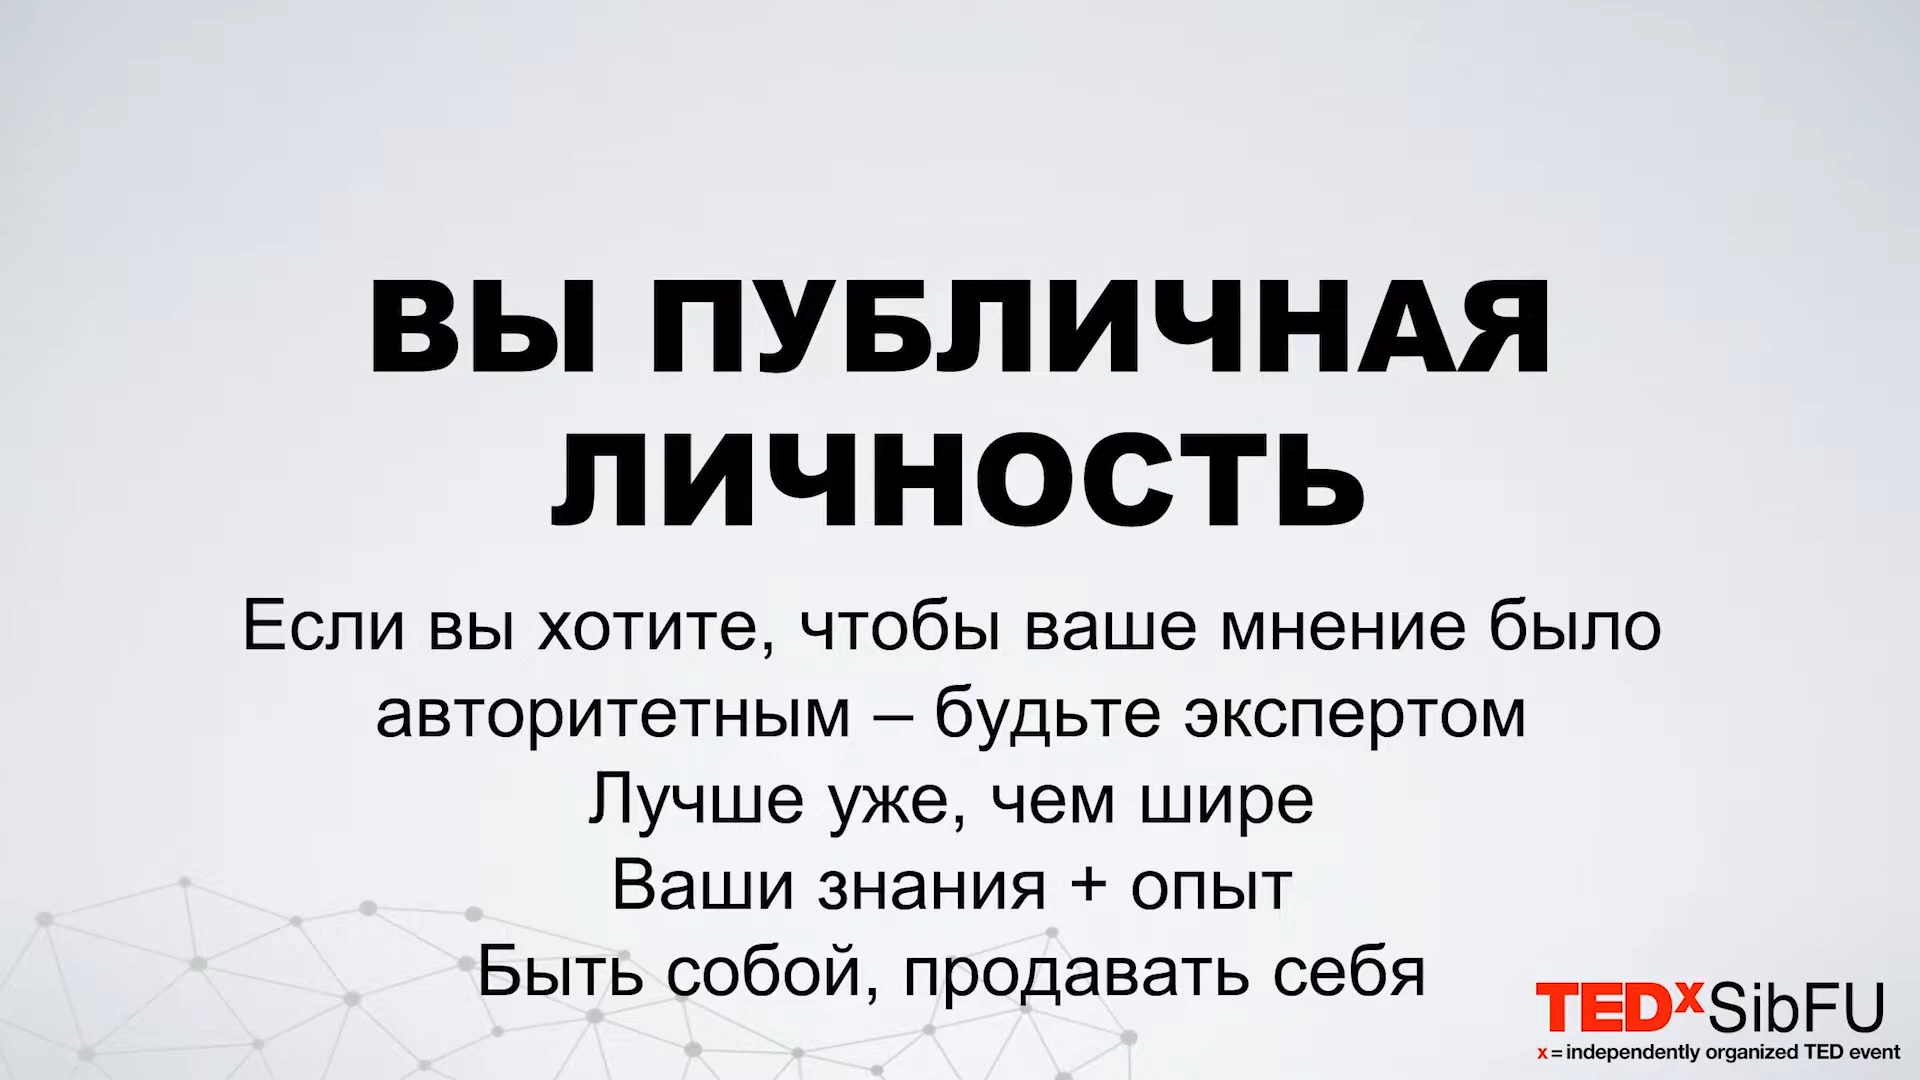 ВЫ ПУБЛИЧНАЯ
ЛИЧНОСТЬ
Если вы хотите, чтобы ваше мнение было
авторитетным – будьте экспертом
Лучше уже, чем шире
Ваши знания + опыт
Быть собой, продавать себя
TEDxSibFU
x = independently organized TED event